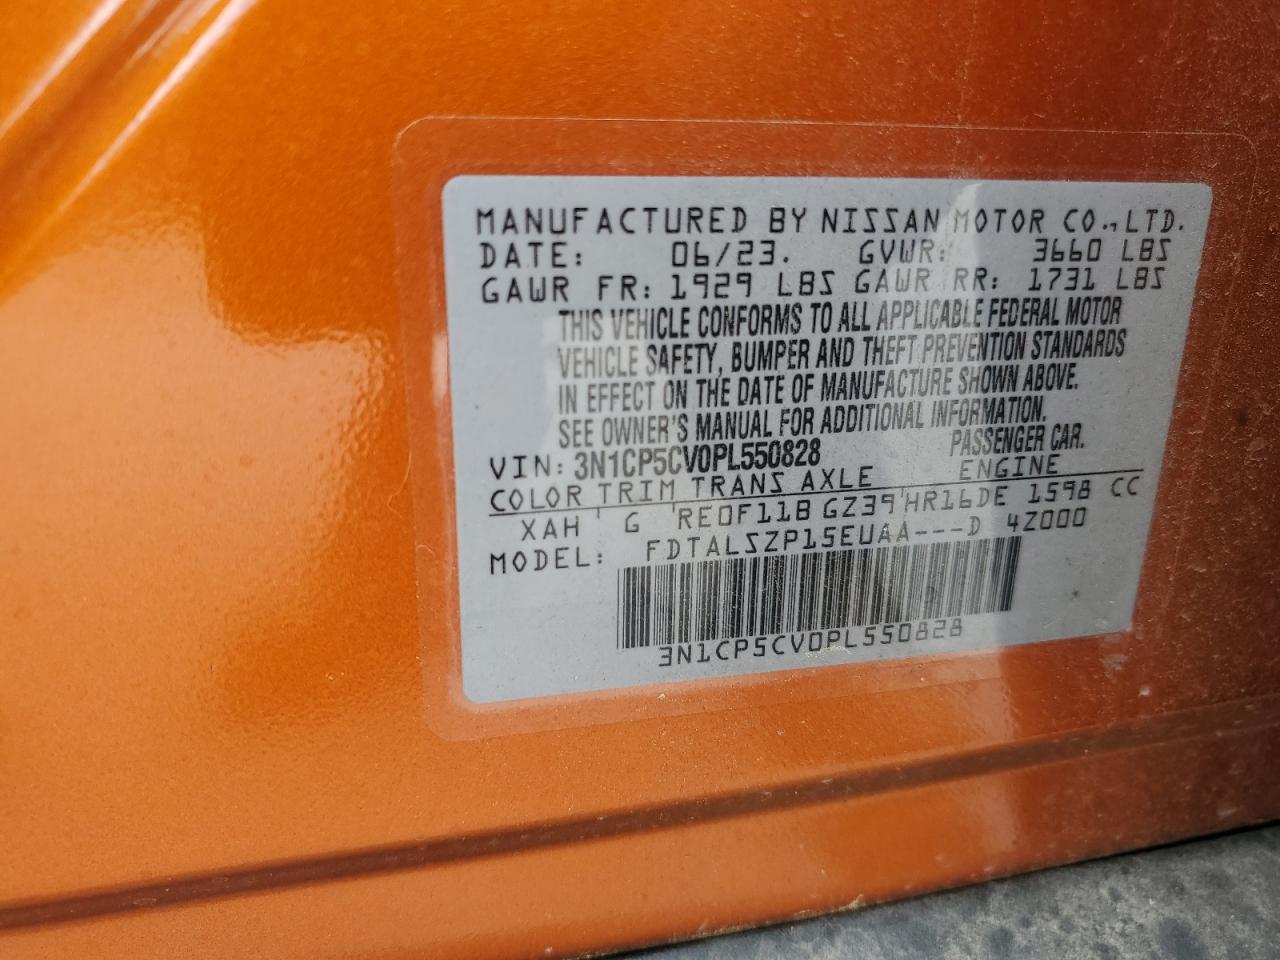 MANUFACTURED BY NISSAN MOTOR CO.,LTD.
DATE: 06/23. GVWR: 3660 LBS
GAWR FR: 1929 LBS GAWR RR: 1731 LBS
THIS VEHICLE CONFORMS TO ALL APPLICABLE FEDERAL MOTOR
VEHICLE SAFETY, BUMPER AND THEFT PREVENTION STANDARDS
IN EFFECT ON THE DATE OF MANUFACTURE SHOWN ABOVE.
SEE OWNER'S MANUAL FOR ADDITIONAL INFORMATION.
VIN: 3N1CP5CV0PL550828 PASSENGER CAR.
COLOR TRIM TRANS AXLE ENGINE
XAH G RE0F11B GZ39 HR16DE 1598 CC
MODEL: FDTALSZP15EUAA---D 4Z000
3N1CP5CV0PL550828